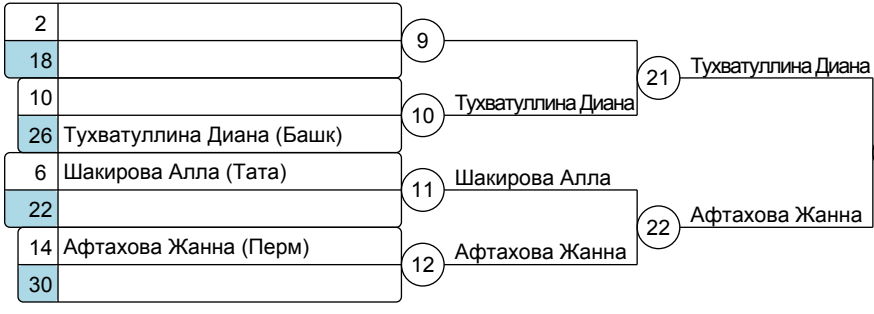 2
18
9
10
26 Тухватуллина Диана (Башк)
10 Тухватуллина Диана
21 Тухватуллина Диана
6 Шакирова Алла (Тата)
22
11 Шакирова Алла
14 Афтахова Жанна (Перм)
30
12 Афтахова Жанна
22 Афтахова Жанна